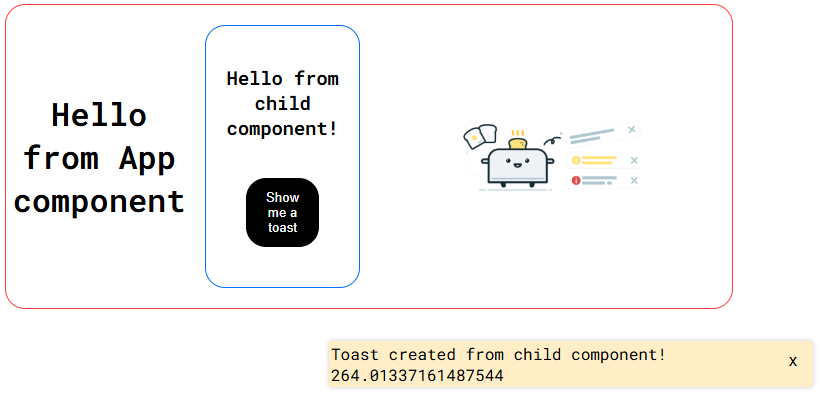 Hello
from App
component
Hello from
child
component!
Show
me a
toast
Toast created from child component!
264.01337161487544
x